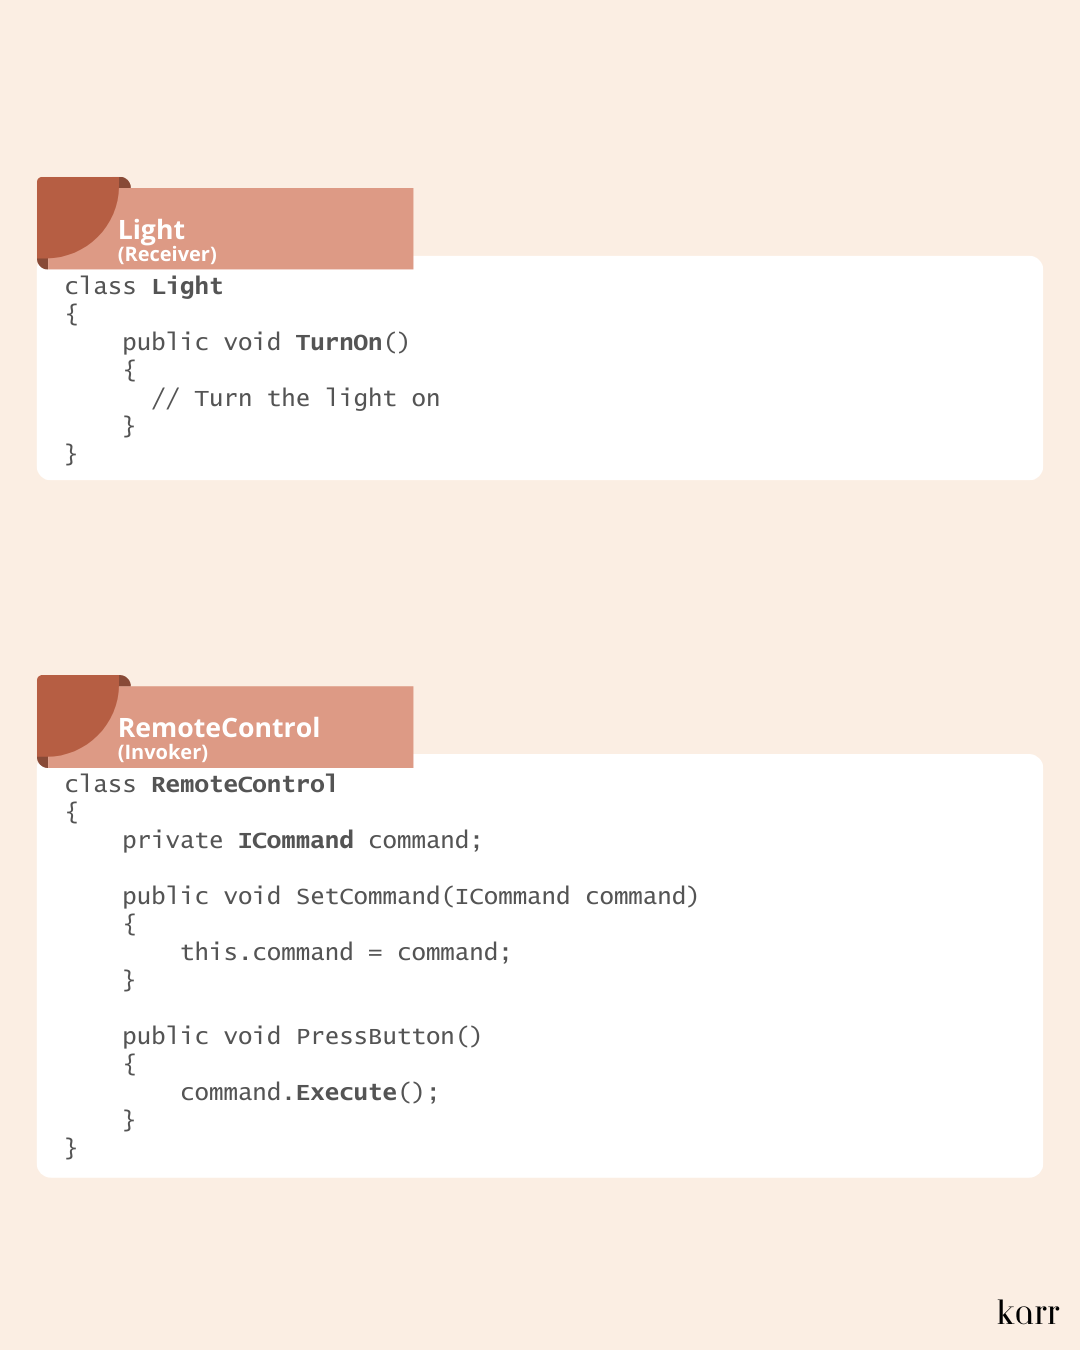 Light
(Receiver)
class Light
{
    public void TurnOn()
    {
      // Turn the light on
    }
}
RemoteControl
(Invoker)
class RemoteControl
{
    private ICommand command;

    public void SetCommand(ICommand command)
    {
        this.command = command;
    }

    public void PressButton()
    {
        command.Execute();
    }
}
karr